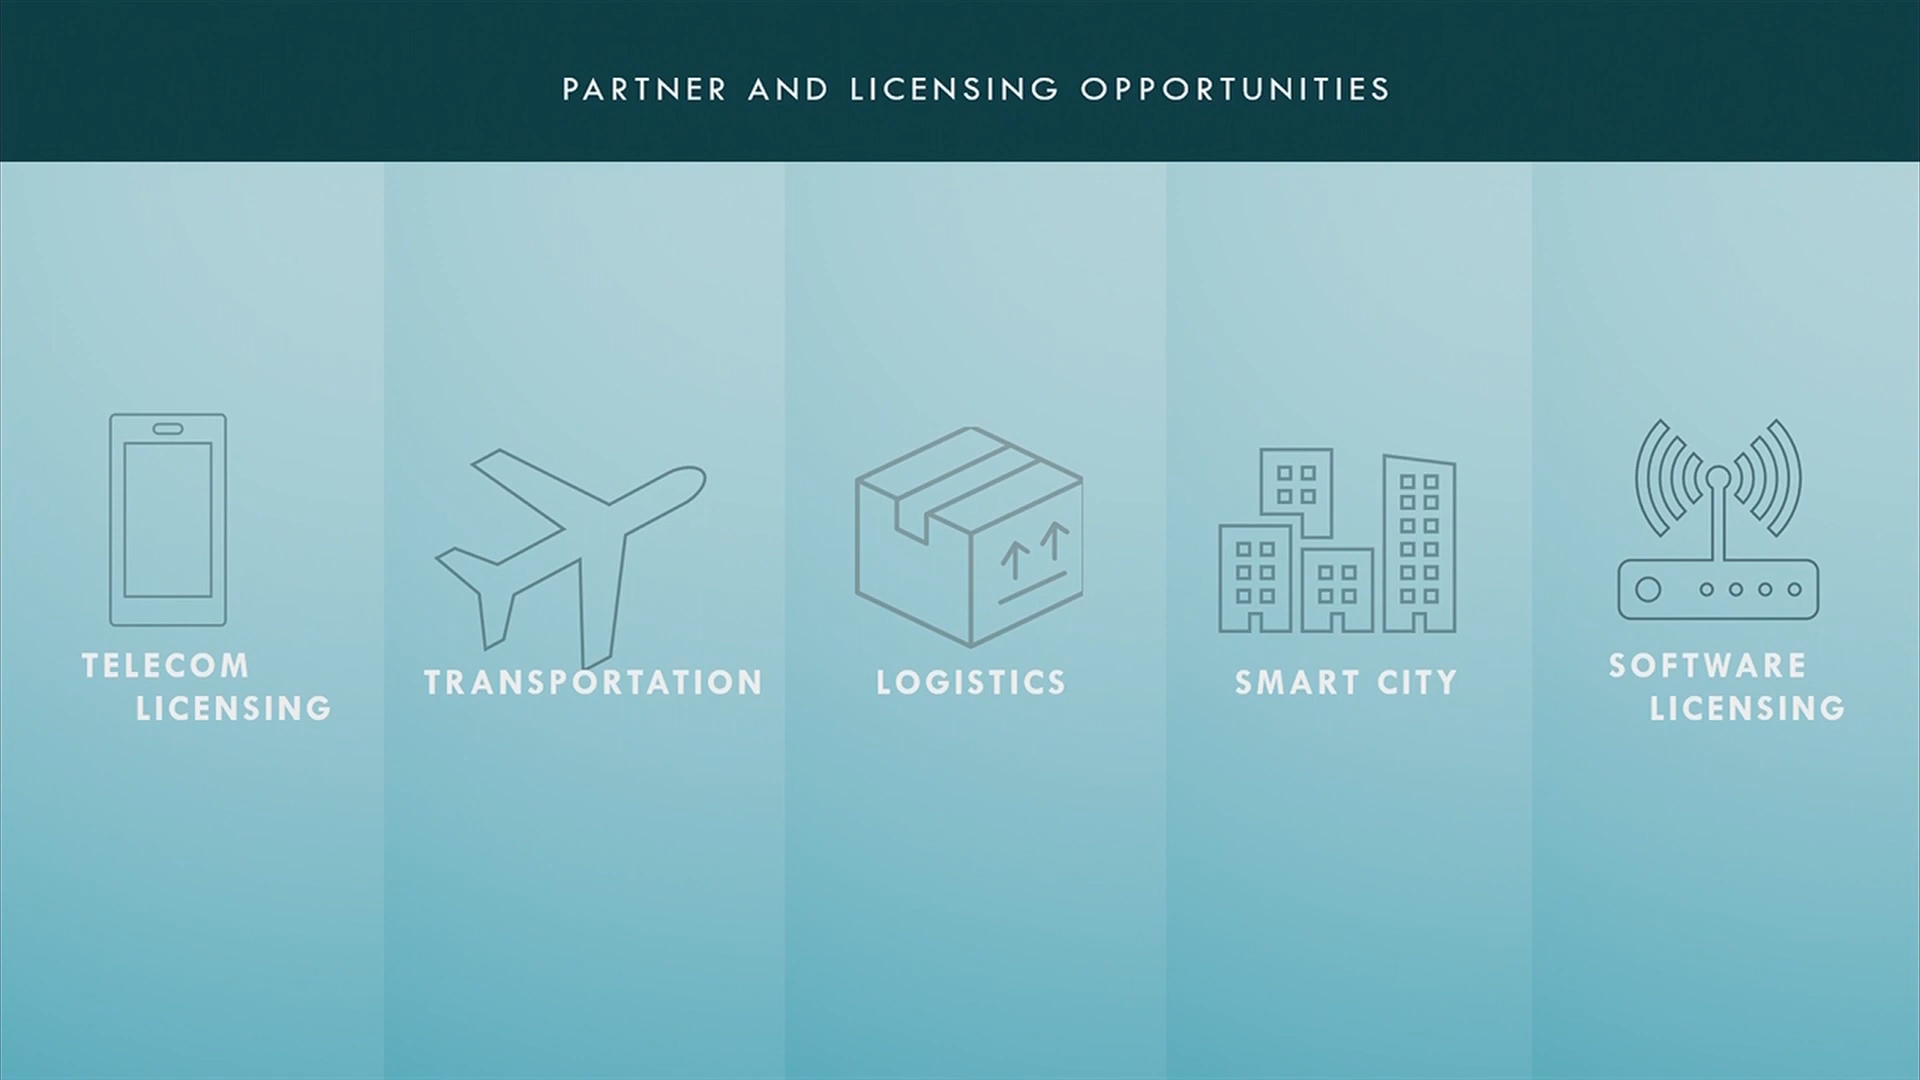 PARTNER AND LICENSING OPPORTUNITIES
TELECOM
LICENSING
TRANSPORTATION
LOGISTICS
SMART CITY
SOFTWARE
LICENSING